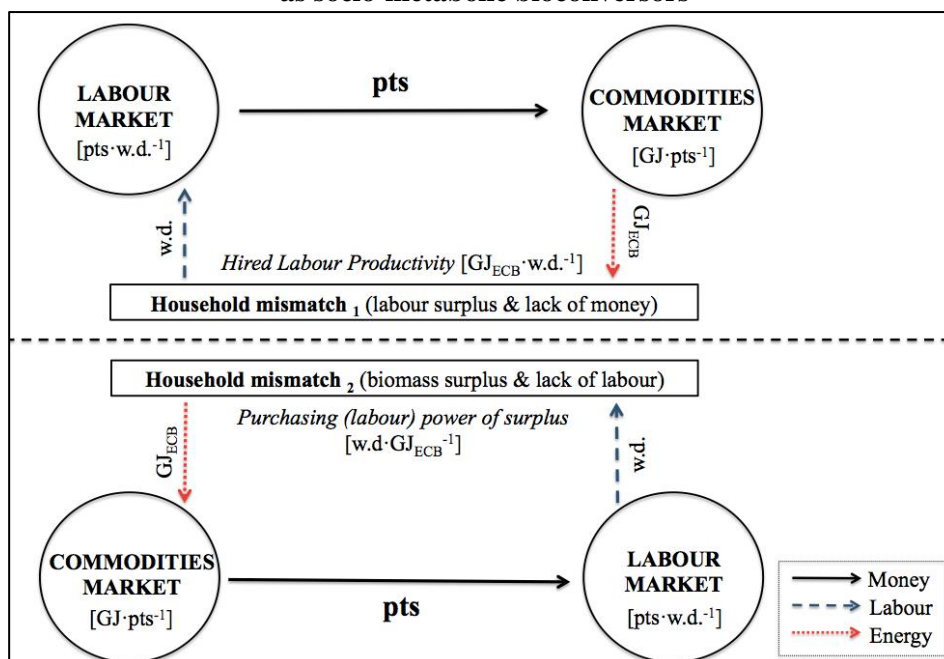 as socio-metabolic bioconversors
LABOUR
MARKET
[pts·w.d.⁻¹]
pts
COMMODITIES
MARKET
[GJ·pts⁻¹]
w.d.
GJECB
Hired Labour Productivity [GJECB·w.d.⁻¹]
Household mismatch 1 (labour surplus & lack of money)
Household mismatch 2 (biomass surplus & lack of labour)
GJECB
Purchasing (labour) power of surplus
[w.d·GJECB⁻¹]
w.d.
COMMODITIES
MARKET
[GJ·pts⁻¹]
pts
LABOUR
MARKET
[pts·w.d.⁻¹]
Money
Labour
Energy